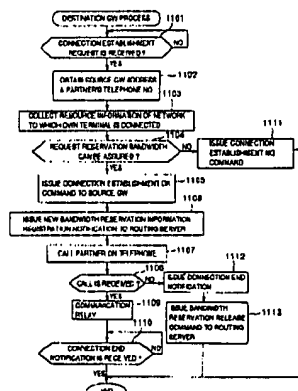 DESTINATION GW PROCESS
1101
CONNECTION ESTABLISHMENT
REQUEST IS RECEIVED ?
NO
YES
1102
OBTAIN SOURCE GW ADDRESS
& PARTNER'S TELEPHONE NO.
1103
COLLECT RESOURCE INFORMATION OF NETWORK
TO WHICH OWN TERMINAL IS CONNECTED
1104
1111
REQUEST RESERVATION BANDWIDTH
CAN BE ASSURED ?
NO
ISSUE CONNECTION
ESTABLISHMENT NG
COMMAND
YES
ISSUE CONNECTION ESTABLISHMENT OK
COMMAND TO SOURCE GW
1105
1106
ISSUE NEW BANDWIDTH RESERVATION INFORMATION
REGISTRATION NOTIFICATION TO ROUTING SERVER
CALL PARTNER ON TELEPHONE
1107
1112
CALL IS RECEIVED ?
NO
ISSUE CONNECTION END
NOTIFICATION
YES
1109
COMMUNICATION
RELAY
ISSUE BANDWIDTH
RESERVATION RELEASE
COMMAND TO ROUTING
SERVER
1113
1110
CONNECTION END
NOTIFICATION IS RECEIVED ?
NO
YES
END